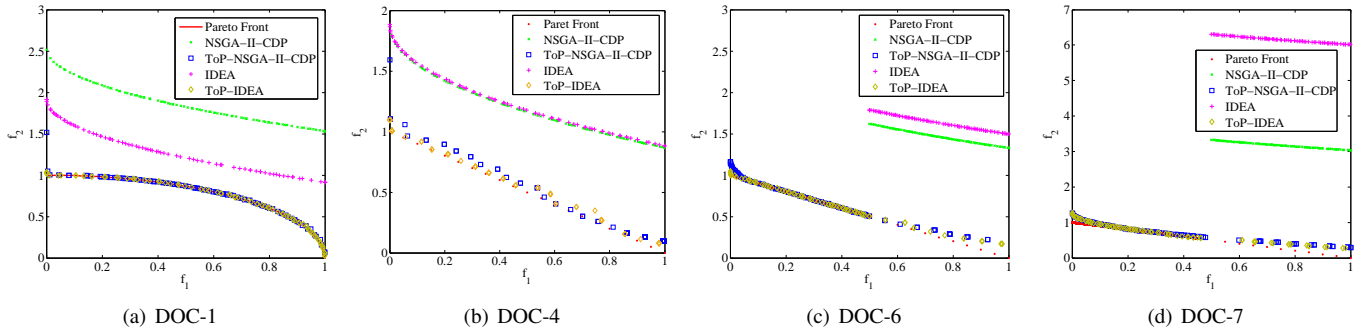 3
2.5
2
1.5
1
0.5
0
0
0.2
0.4
0.6
0.8
1
f2
f1
Pareto Front
NSGA−II−CDP
ToP−NSGA−II−CDP
IDEA
ToP−IDEA
(a) DOC-1
2
1.5
1
0.5
0
0
0.2
0.4
0.6
0.8
1
f2
f1
Paret Front
NSGA−II−CDP
ToP−NSGA−II−CDP
IDEA
ToP−IDEA
(b) DOC-4
3
2.5
2
1.5
1
0.5
0
0
0.2
0.4
0.6
0.8
1
f2
f1
Pareto Front
NSGA−II−CDP
ToP−NSGA−II−CDP
IDEA
ToP−IDEA
(c) DOC-6
7
6
5
4
3
2
1
0
0
0.2
0.4
0.6
0.8
1
f2
f1
Pareto Front
NSGA−II−CDP
ToP−NSGA−II−CDP
IDEA
ToP−IDEA
(d) DOC-7